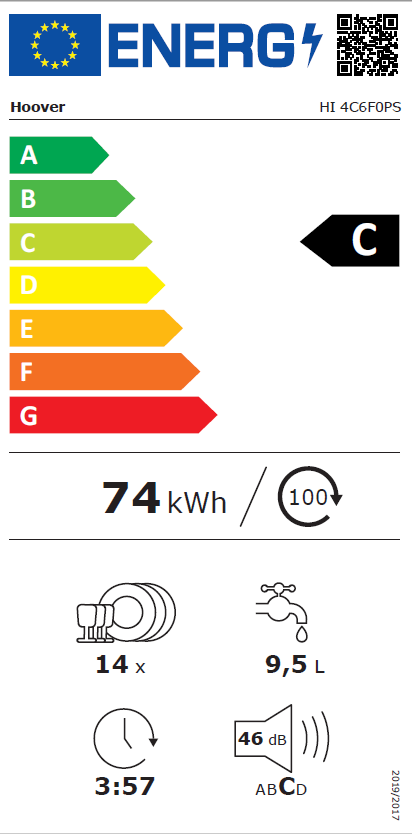 ENERG
Hoover HI 4C6F0PS
A
B
C
C
D
E
F
G
74 kWh / 100
14 x
9,5 L
3:57
46 dB
ABCD
2019/2017